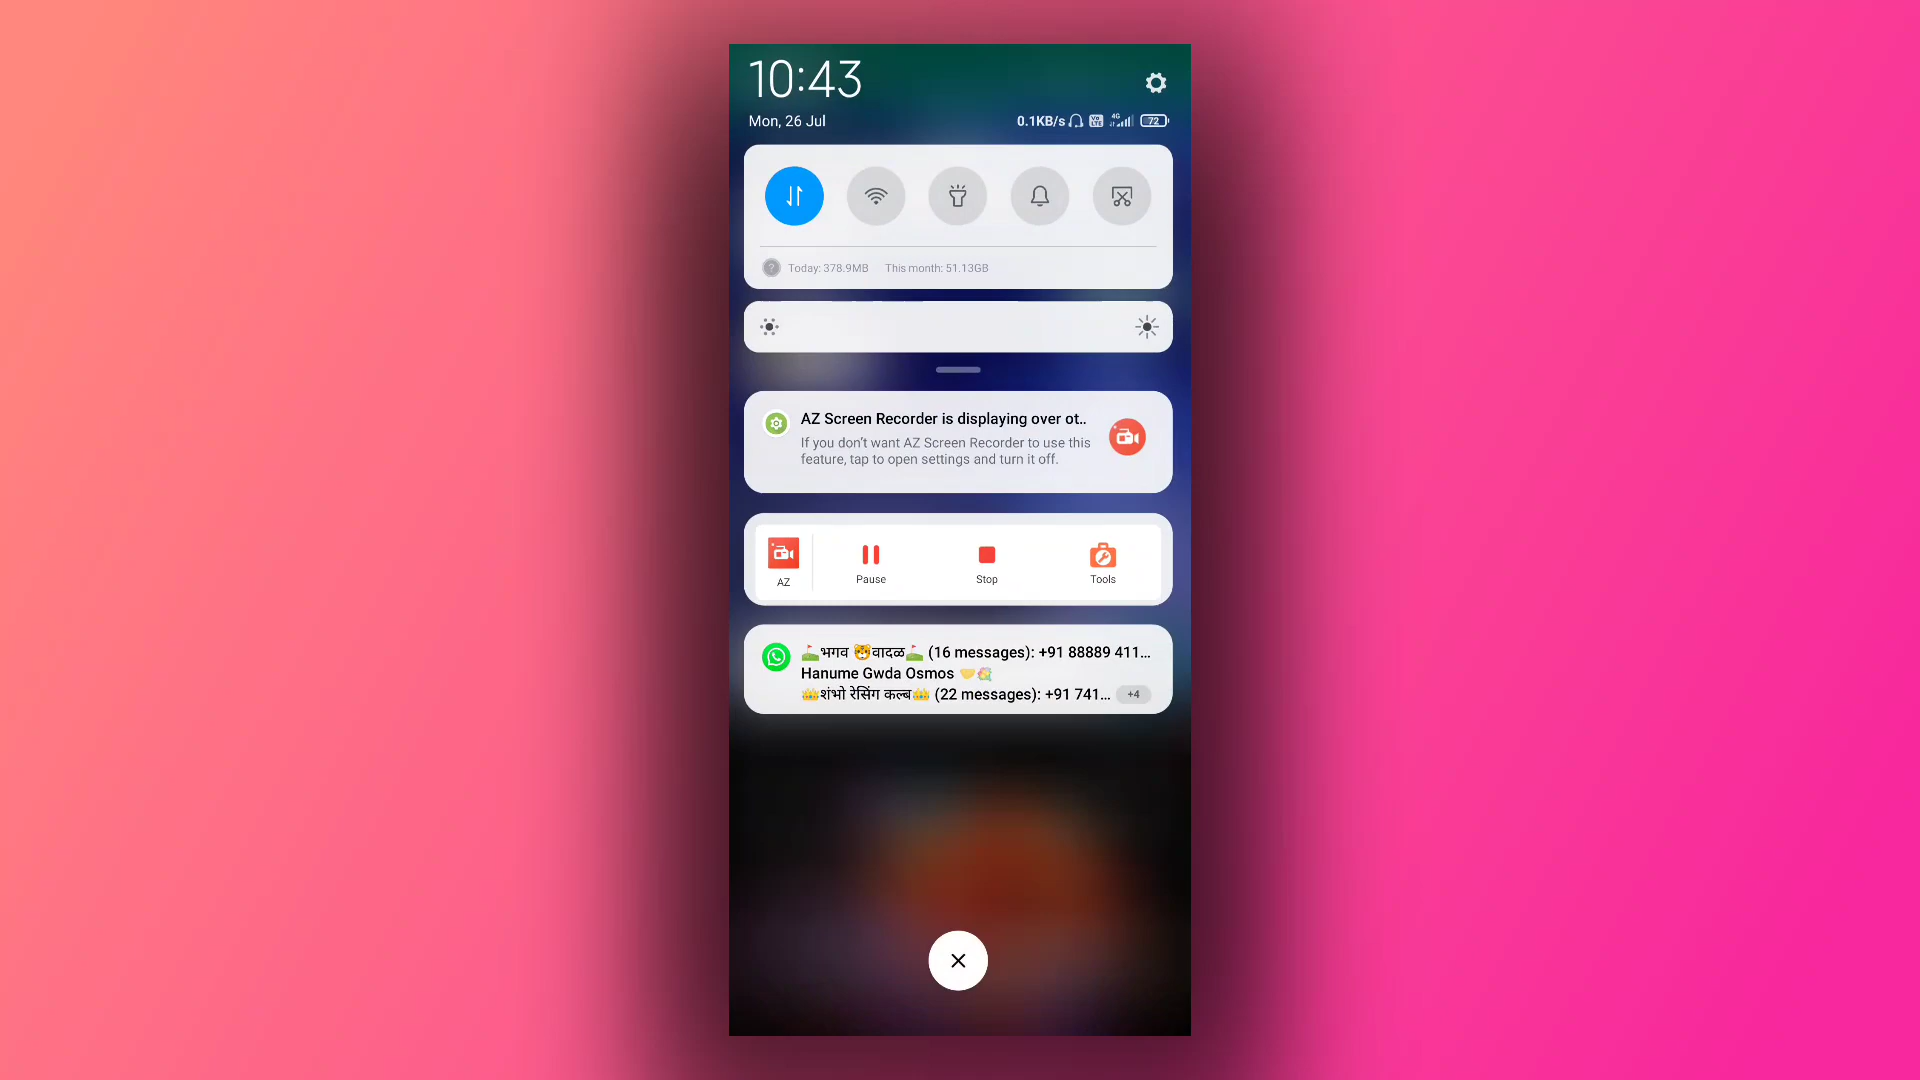 10:43
Mon, 26 Jul
0.1KB/s Vo LTE 4G 72
Today: 378.9MB This month: 51.13GB
AZ Screen Recorder is displaying over ot..
If you don't want AZ Screen Recorder to use this
feature, tap to open settings and turn it off.
AZ
Pause
Stop
Tools
⛳भगव 🐯वादळ⛳ (16 messages): +91 88889 411...
Hanume Gwda Osmos 🤝💐
👑शंभो रेसिंग कल्ब👑 (22 messages): +91 741... +4